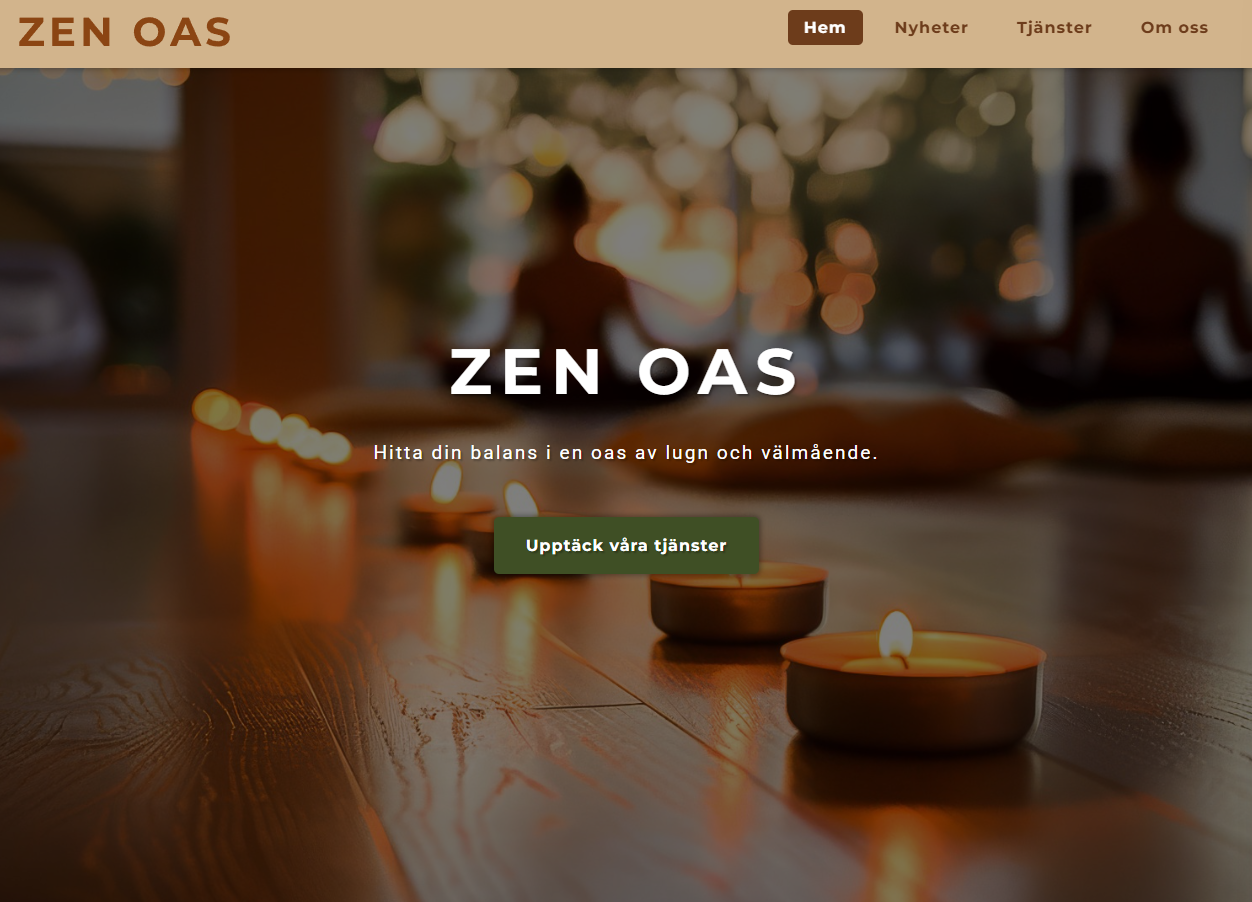 ZEN OAS
Hem Nyheter Tjänster Om oss
ZEN OAS
Hitta din balans i en oas av lugn och välmående.
Upptäck våra tjänster